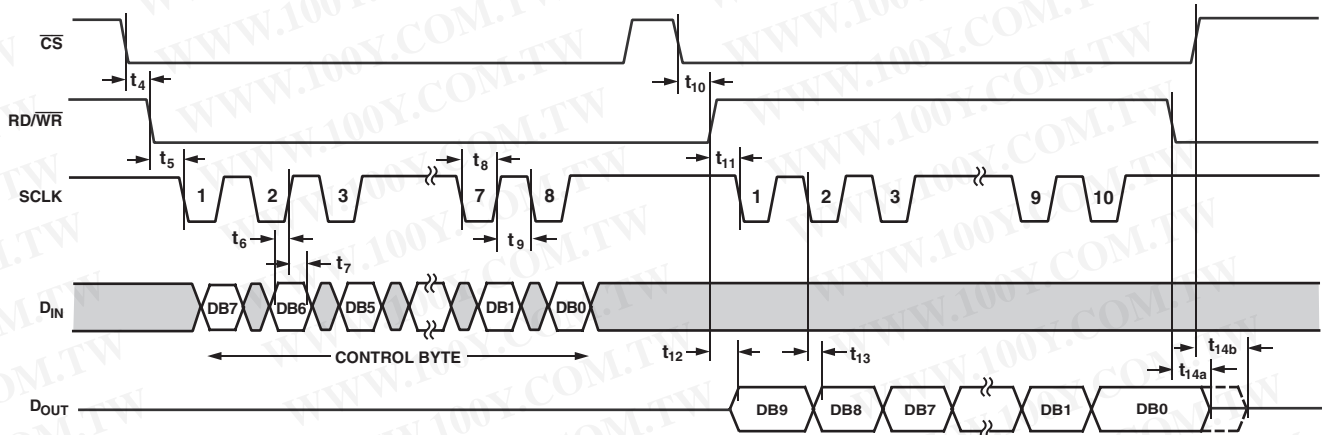 CS
t4
t10
RD/WR
t5
t8
t11
SCLK
1 2 3 7 8 1 2 3 9 10
t6
t9
t7
DIN
DB7 DB6 DB5 DB1 DB0
CONTROL BYTE
t12
t13
t14b
t14a
DOUT
DB9 DB8 DB7 DB1 DB0
WWW.100Y.COM.TW